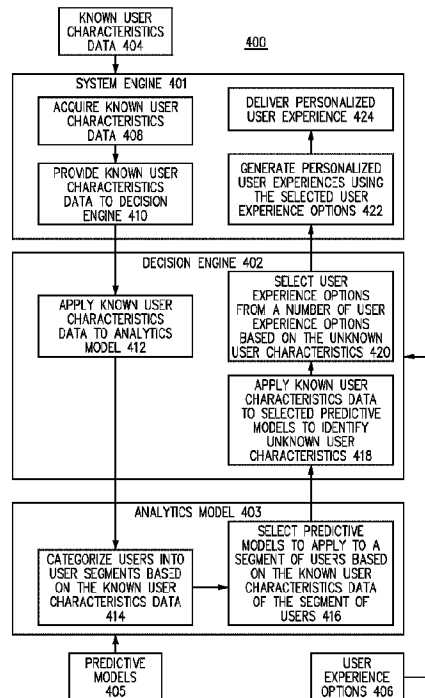 KNOWN USER
CHARACTERISTICS
DATA 404
400
SYSTEM ENGINE 401
ACQUIRE KNOWN USER
CHARACTERISTICS
DATA 408
PROVIDE KNOWN USER
CHARACTERISTICS
DATA TO DECISION
ENGINE 410
DELIVER PERSONALIZED
USER EXPERIENCE 424
GENERATE PERSONALIZED
USER EXPERIENCES USING
THE SELECTED USER
EXPERIENCE OPTIONS 422
DECISION ENGINE 402
APPLY KNOWN USER
CHARACTERISTICS
DATA TO ANALYTICS
MODEL 412
SELECT USER
EXPERIENCE OPTIONS
FROM A NUMBER OF USER
EXPERIENCE OPTIONS
BASED ON THE UNKNOWN
USER CHARACTERISTICS 420
APPLY KNOWN USER
CHARACTERISTICS DATA
TO SELECTED PREDICTIVE
MODELS TO IDENTIFY
UNKNOWN USER
CHARACTERISTICS 418
ANALYTICS MODEL 403
CATEGORIZE USERS INTO
USER SEGMENTS BASED
ON THE KNOWN USER
CHARACTERISTICS DATA
414
SELECT PREDICTIVE
MODELS TO APPLY TO A
SEGMENT OF USERS BASED
ON THE KNOWN USER
CHARACTERISTICS DATA
OF THE SEGMENT OF
USERS 416
PREDICTIVE
MODELS
405
USER
EXPERIENCE
OPTIONS 406